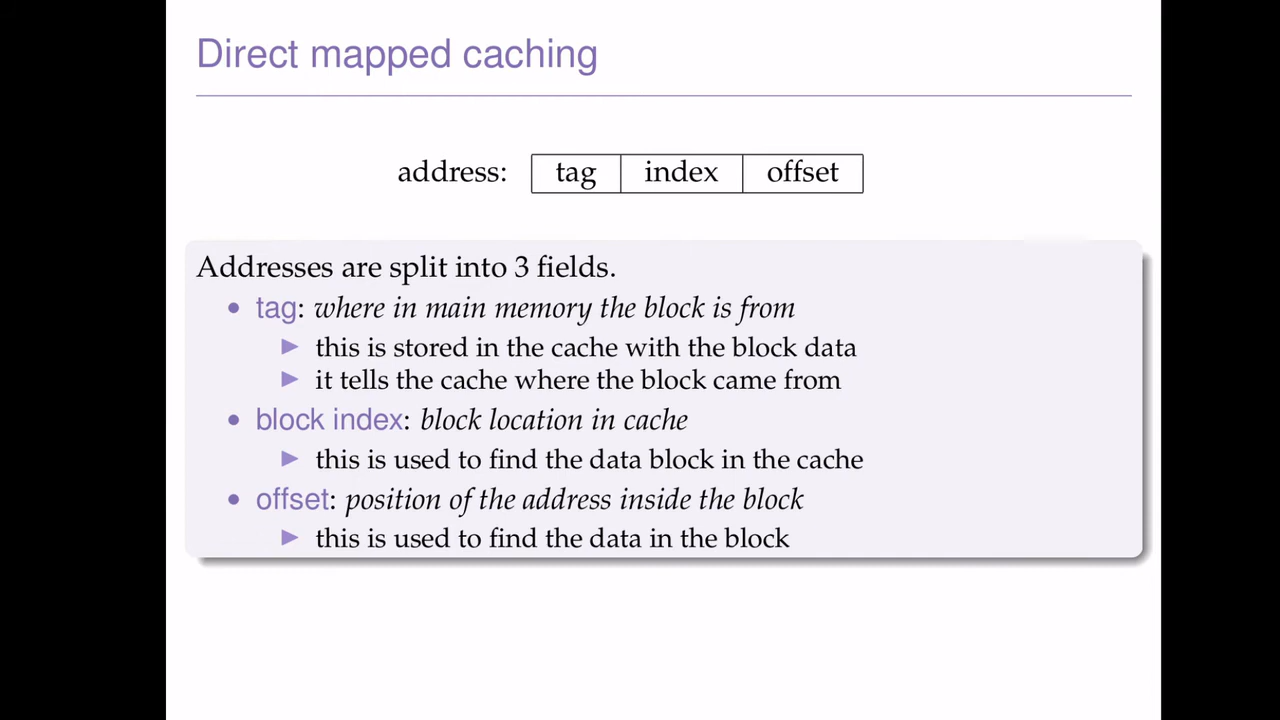 Direct mapped caching
address: tag index offset
Addresses are split into 3 fields.
• tag: where in main memory the block is from
▶ this is stored in the cache with the block data
▶ it tells the cache where the block came from
• block index: block location in cache
▶ this is used to find the data block in the cache
• offset: position of the address inside the block
▶ this is used to find the data in the block